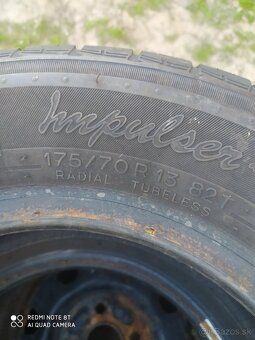 Impulser
175/70 R 13 82T
RADIAL TUBELESS
REDMI NOTE 8T
AI QUAD CAMERA
bazos.sk